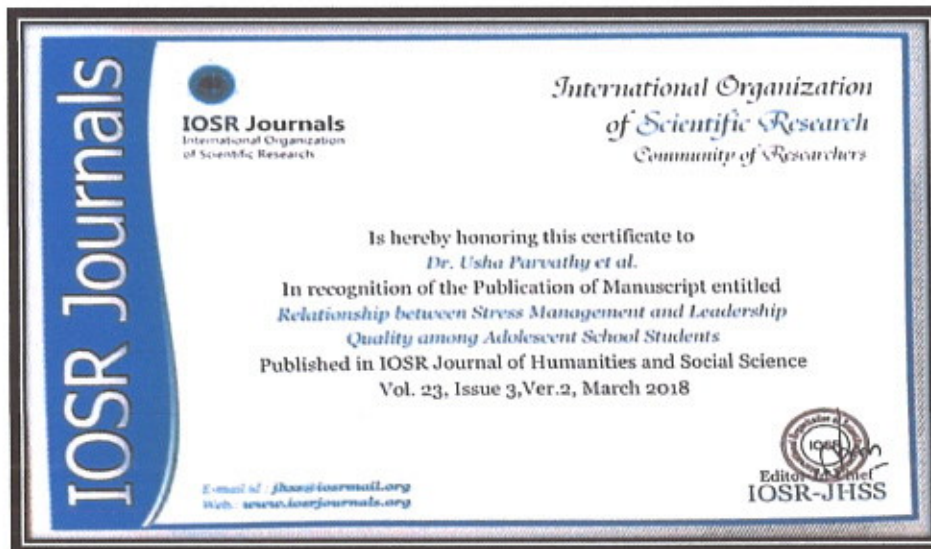 IOSR Journals
IOSR Journals
International Organization
of Scientific Research
International Organization
of Scientific Research
Community of Researchers
Is hereby honoring this certificate to
Dr. Usha Parvathy et al.
In recognition of the Publication of Manuscript entitled
Relationship between Stress Management and Leadership
Quality among Adolescent School Students
Published in IOSR Journal of Humanities and Social Science
Vol. 23, Issue 3,Ver.2, March 2018
IOSR
Editor In Chief
IOSR-JHSS
E-mail id : jhss@iosrmail.org
Web.: www.iosrjournals.org